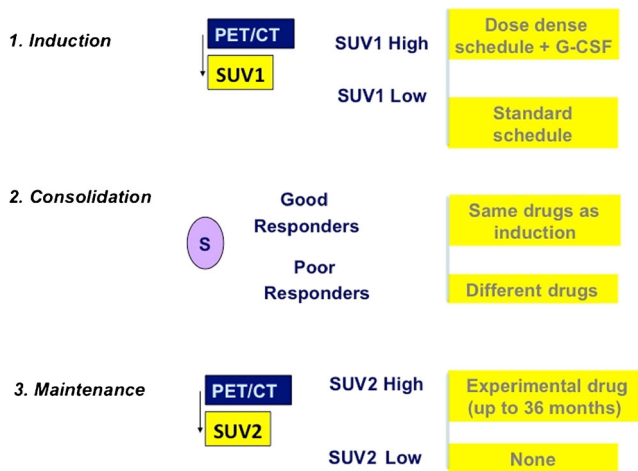 1. Induction
PET/CT
SUV1
SUV1 High
SUV1 Low
Dose dense
schedule + G-CSF
Standard
schedule
2. Consolidation
S
Good
Responders
Poor
Responders
Same drugs as
induction
Different drugs
3. Maintenance
PET/CT
SUV2
SUV2 High
SUV2 Low
Experimental drug
(up to 36 months)
None